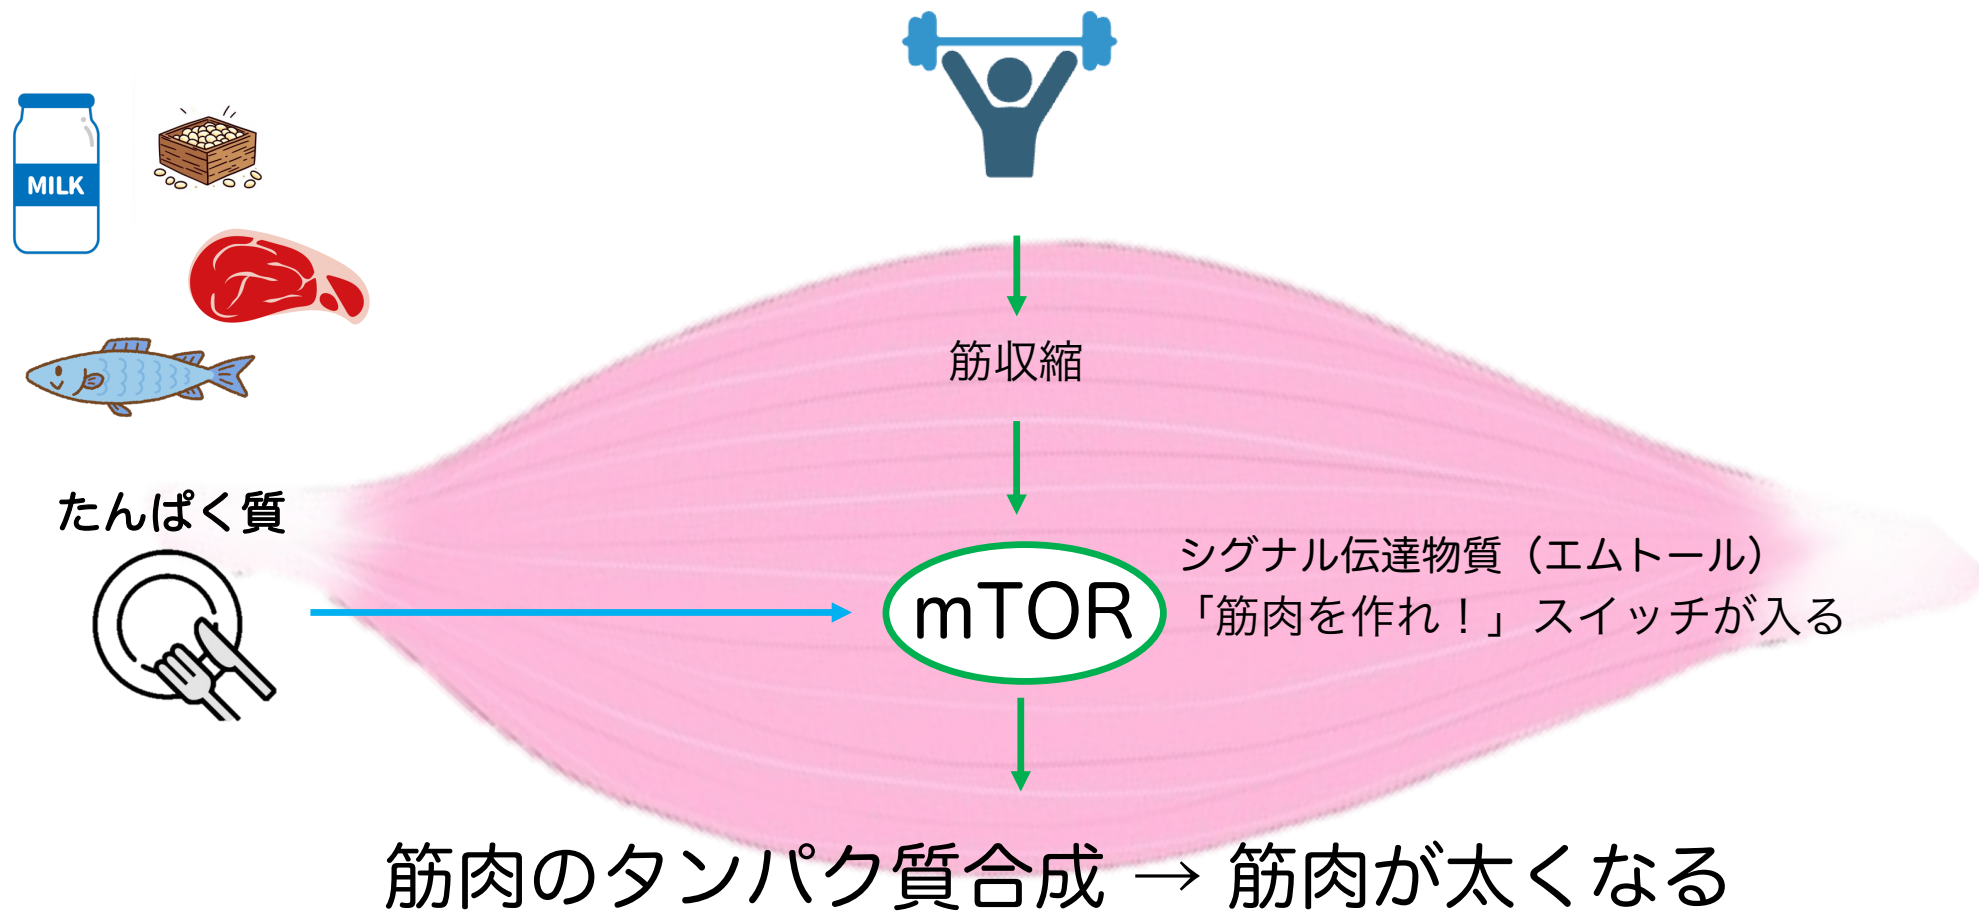 MILK
筋収縮
たんぱく質
mTOR
シグナル伝達物質（エムトール）
「筋肉を作れ！」スイッチが入る
筋肉のタンパク質合成 → 筋肉が太くなる